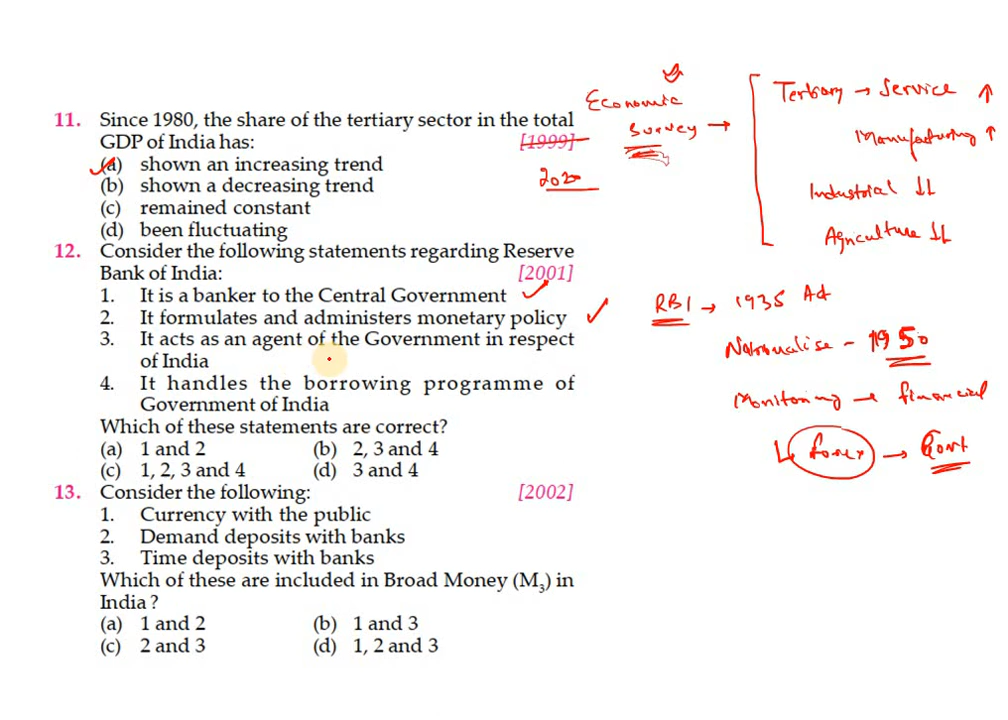 11. Since 1980, the share of the tertiary sector in the total
GDP of India has: [1999]
2020
(a) shown an increasing trend
(b) shown a decreasing trend
(c) remained constant
(d) been fluctuating
12. Consider the following statements regarding Reserve
Bank of India: [2001]
1. It is a banker to the Central Government
2. It formulates and administers monetary policy
3. It acts as an agent of the Government in respect
of India
4. It handles the borrowing programme of
Government of India
Which of these statements are correct?
(a) 1 and 2 (b) 2, 3 and 4
(c) 1, 2, 3 and 4 (d) 3 and 4
13. Consider the following: [2002]
1. Currency with the public
2. Demand deposits with banks
3. Time deposits with banks
Which of these are included in Broad Money (M3) in
India ?
(a) 1 and 2 (b) 1 and 3
(c) 2 and 3 (d) 1, 2 and 3
Economic
Survey →
Tertiary → Service ↑
Manufacturing ↑
Industrial ↓↓
Agriculture ↓↓
RBI → 1935 Act
Nationalise - 1950
Monitoring → financial
↳ forex → Govt